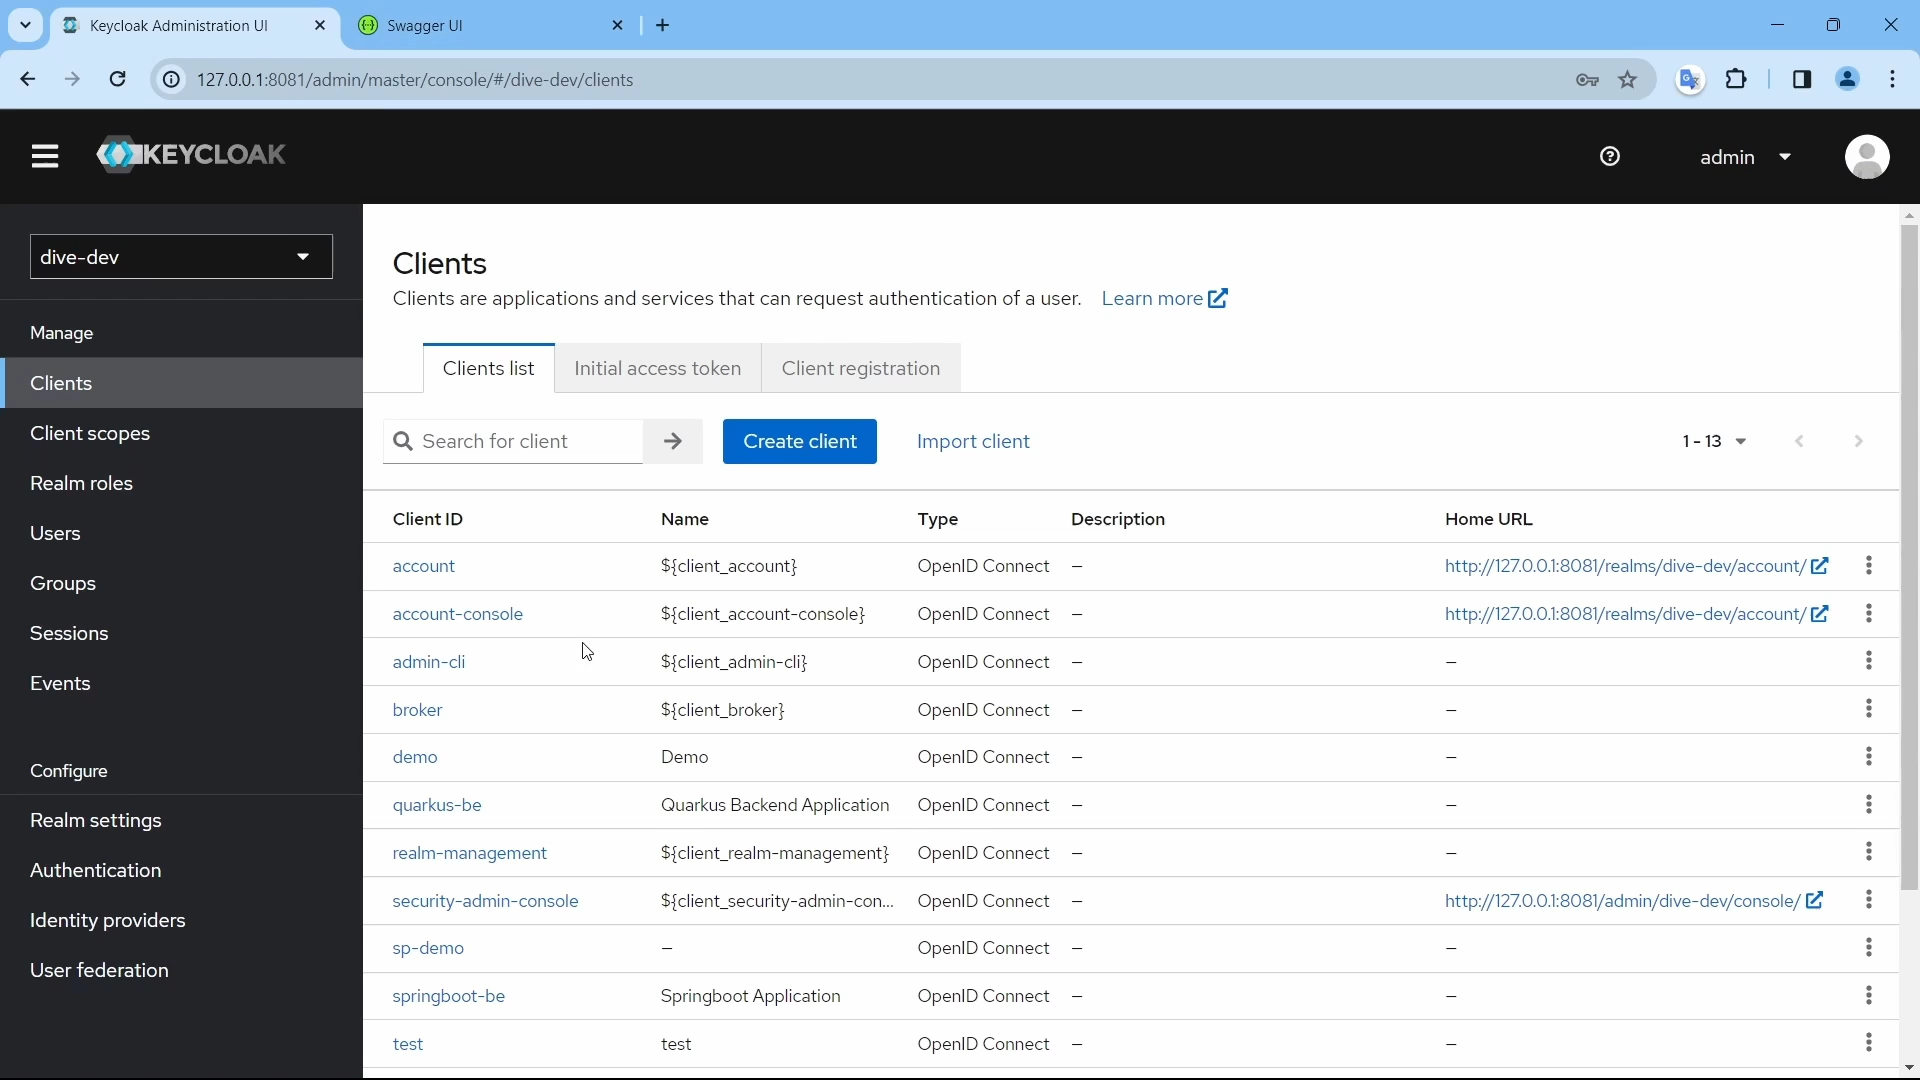 Keycloak Administration UI
Swagger UI
127.0.0.1:8081/admin/master/console/#/dive-dev/clients
KEYCLOAK
admin
dive-dev
Manage
Clients
Client scopes
Realm roles
Users
Groups
Sessions
Events
Configure
Realm settings
Authentication
Identity providers
User federation
Clients
Clients are applications and services that can request authentication of a user. Learn more
Clients list Initial access token Client registration
Search for client Create client Import client 1 - 13
Client ID Name Type Description Home URL
account ${client_account} OpenID Connect – http://127.0.0.1:8081/realms/dive-dev/account/
account-console ${client_account-console} OpenID Connect – http://127.0.0.1:8081/realms/dive-dev/account/
admin-cli ${client_admin-cli} OpenID Connect – –
broker ${client_broker} OpenID Connect – –
demo Demo OpenID Connect – –
quarkus-be Quarkus Backend Application OpenID Connect – –
realm-management ${client_realm-management} OpenID Connect – –
security-admin-console ${client_security-admin-con... OpenID Connect – http://127.0.0.1:8081/admin/dive-dev/console/
sp-demo – OpenID Connect – –
springboot-be Springboot Application OpenID Connect – –
test test OpenID Connect – –